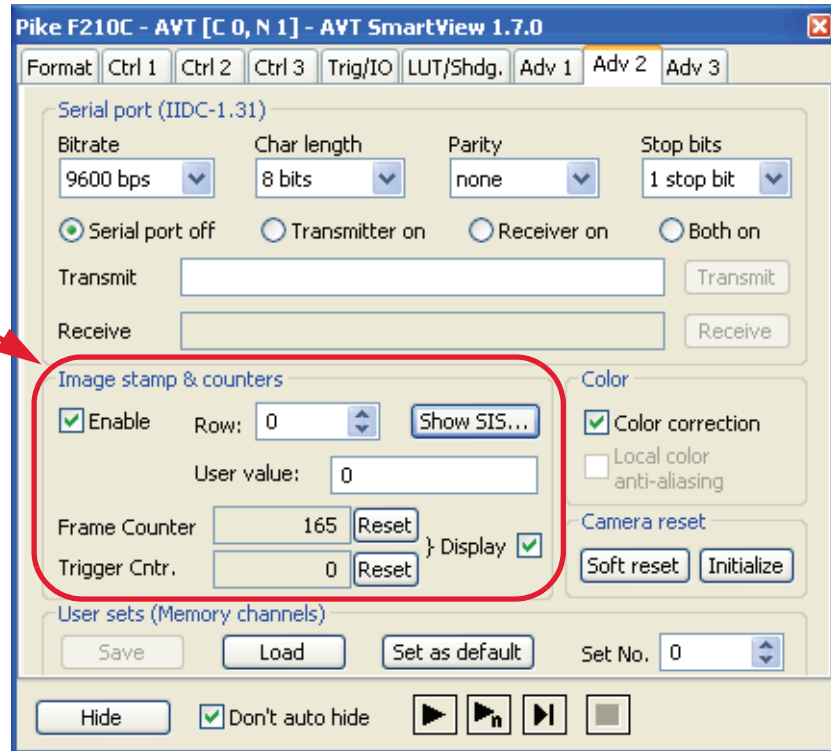 Pike F210C - AVT [C 0, N 1] - AVT SmartView 1.7.0
Format Ctrl 1 Ctrl 2 Ctrl 3 Trig/IO LUT/Shdg. Adv 1 Adv 2 Adv 3
Serial port (IIDC-1.31)
Bitrate Char length Parity Stop bits
9600 bps 8 bits none 1 stop bit
Serial port off Transmitter on Receiver on Both on
Transmit Transmit
Receive Receive
Image stamp & counters
Enable Row: 0 Show SIS...
User value: 0
Frame Counter 165 Reset
} Display
Trigger Cntr. 0 Reset
Color
Color correction
Local color
anti-aliasing
Camera reset
Soft reset Initialize
User sets (Memory channels)
Save Load Set as default Set No. 0
Hide Don't auto hide n